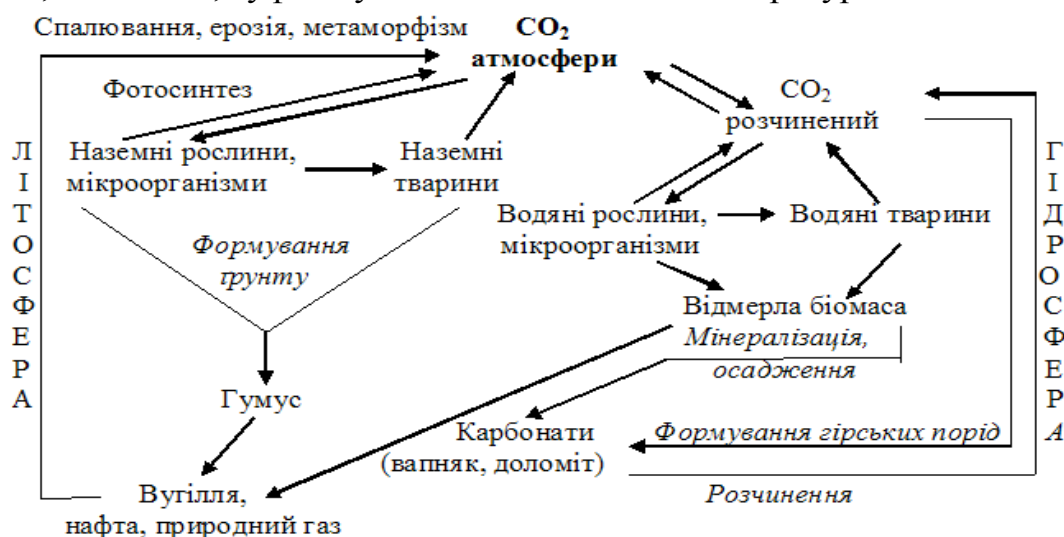 Спалювання, ерозія, метаморфізм
CO₂
атмосфери
Фотосинтез
CO₂
розчинений
Наземні рослини,
мікроорганізми
Наземні
тварини
Водяні рослини,
мікроорганізми
Водяні тварини
Формування
ґрунту
Відмерла біомаса
Мінералізація,
осадження
Гумус
Карбонати
(вапняк, доломіт)
Формування гірських порід
Вугілля,
нафта, природний газ
Розчинення
ЛІТОСФЕРА
ГІДРОСФЕРА